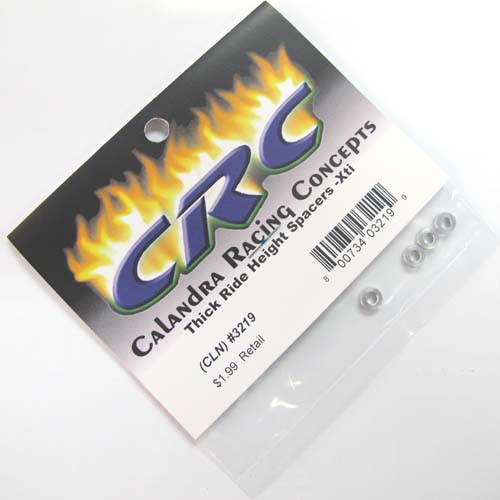 CRC
Calandra Racing Concepts
Thick Ride Height Spacers -Xti
(CLN) #3219
$1.99 Retail
8 00734 03219 9